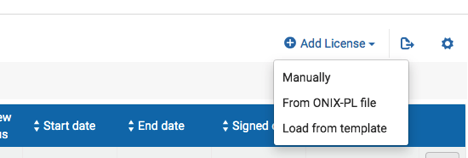 Add License
Manually
From ONIX-PL file
Load from template
Start date
End date
Signed